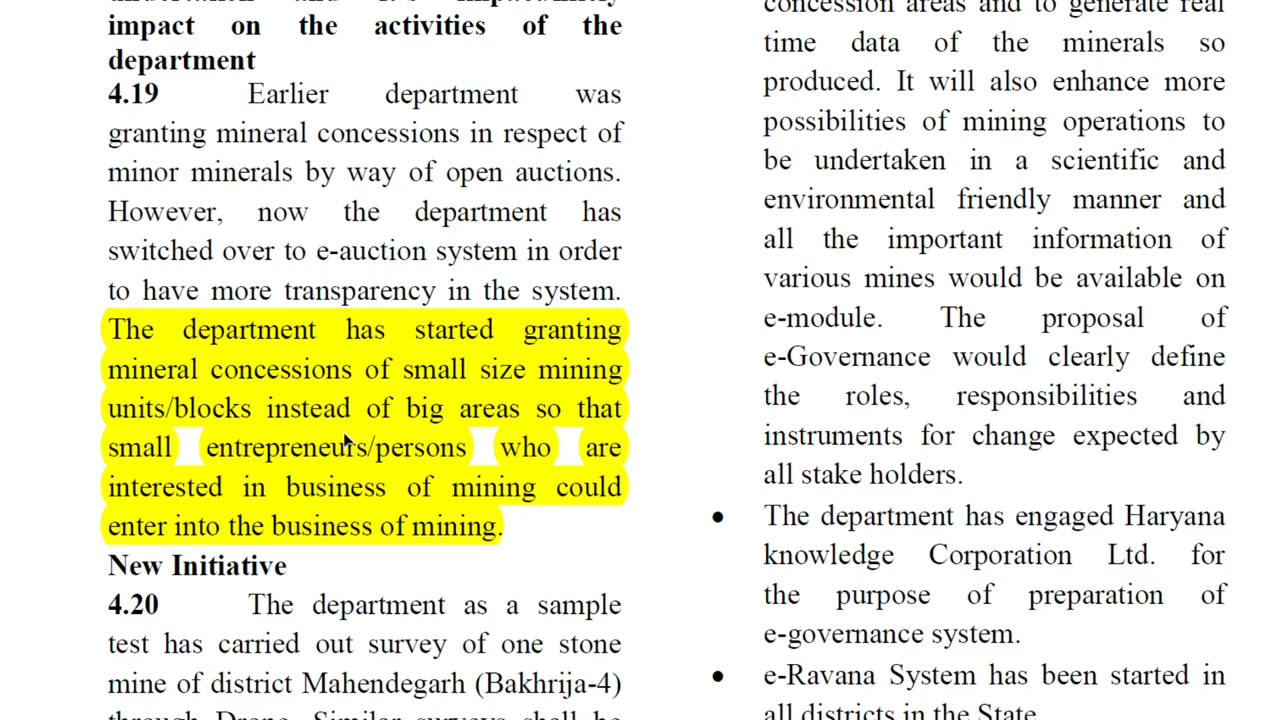 impact on the activities of the
department
4.19 Earlier department was
granting mineral concessions in respect of
minor minerals by way of open auctions.
However, now the department has
switched over to e-auction system in order
to have more transparency in the system.
The department has started granting
mineral concessions of small size mining
units/blocks instead of big areas so that
small entrepreneurs/persons who are
interested in business of mining could
enter into the business of mining.
New Initiative
4.20 The department as a sample
test has carried out survey of one stone
mine of district Mahendegarh (Bakhrija-4)
through Drone. Similar surveys shall be
concession areas and to generate real
time data of the minerals so
produced. It will also enhance more
possibilities of mining operations to
be undertaken in a scientific and
environmental friendly manner and
all the important information of
various mines would be available on
e-module. The proposal of
e-Governance would clearly define
the roles, responsibilities and
instruments for change expected by
all stake holders.
• The department has engaged Haryana
knowledge Corporation Ltd. for
the purpose of preparation of
e-governance system.
• e-Ravana System has been started in
all districts in the State.